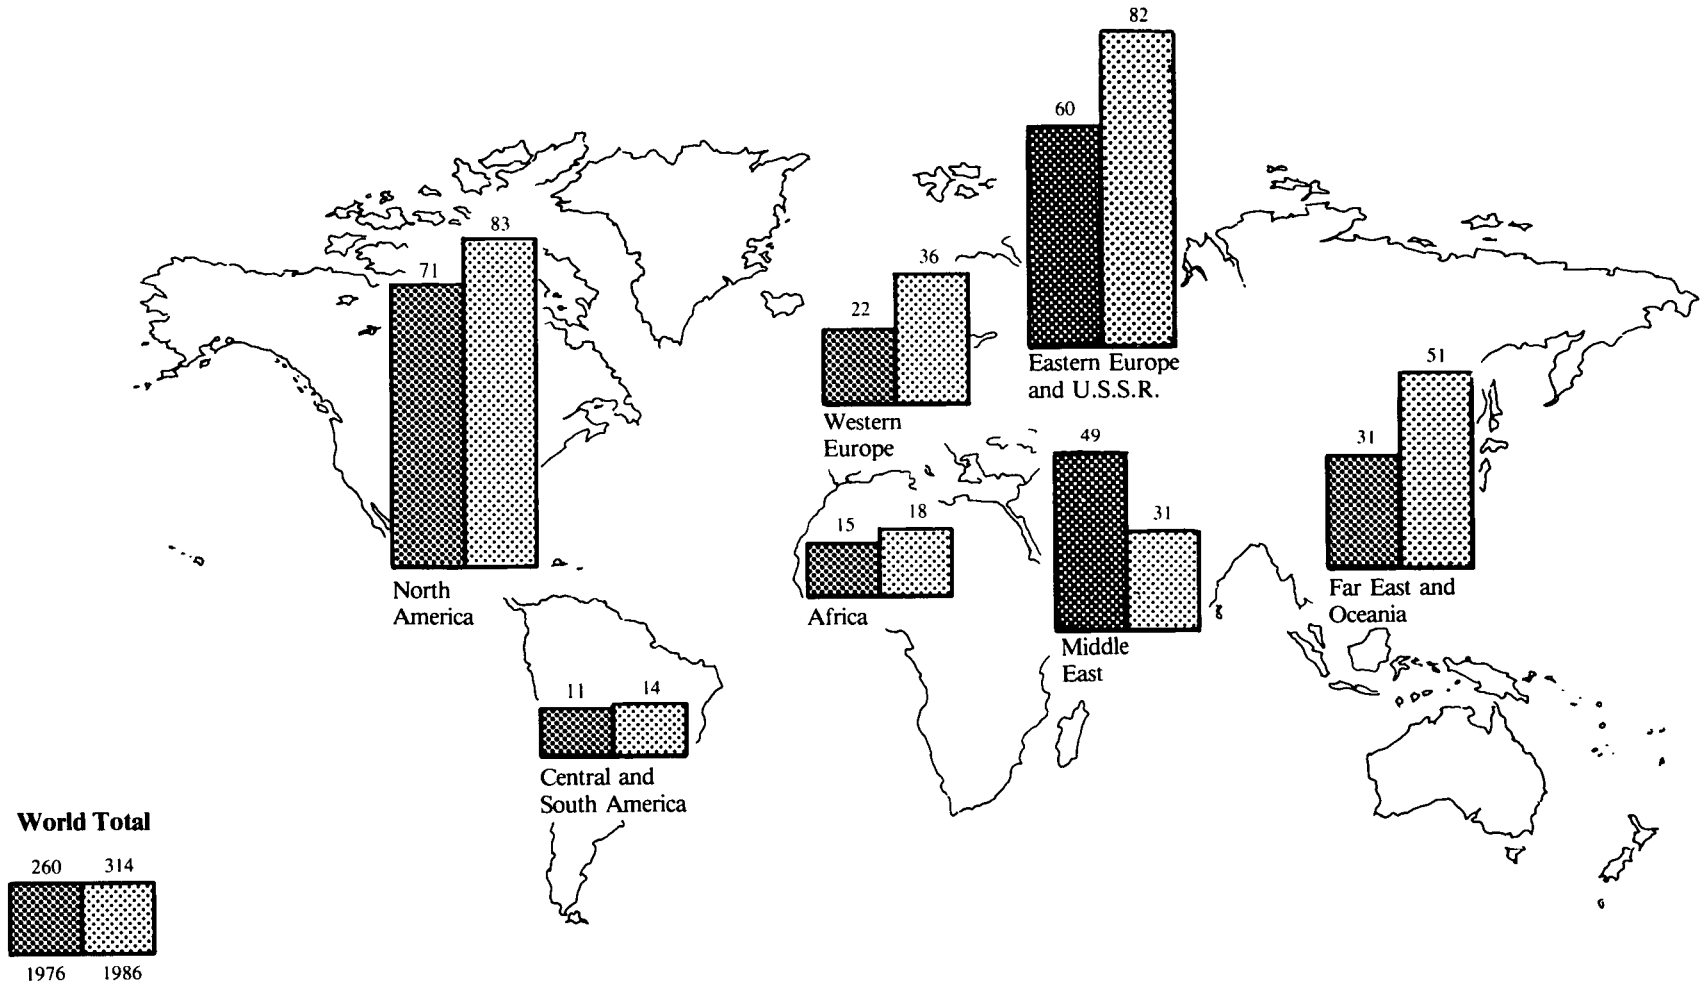 82
60
83
71
36
22
Eastern Europe
and U.S.S.R.
51
31
Western
Europe
49
31
15
18
North
America
Africa
Far East and
Oceania
Middle
East
11
14
Central and
South America
World Total
260
314
1976
1986